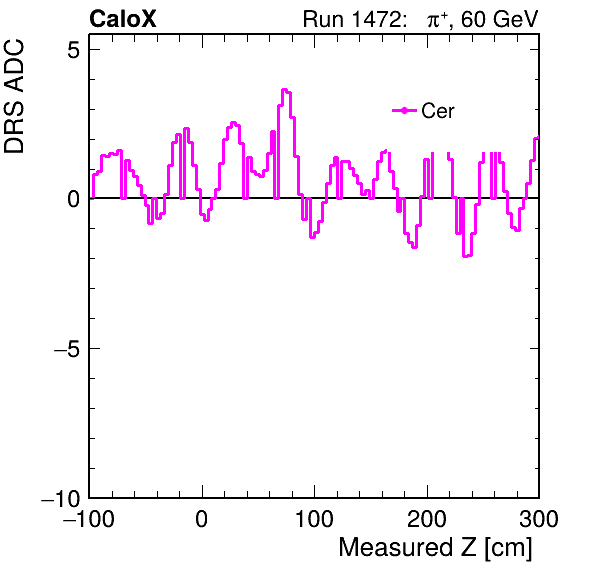 CaloX
Run 1472: π⁺, 60 GeV
DRS ADC
Cer
5
0
−5
−10
−100
0
100
200
300
Measured Z [cm]